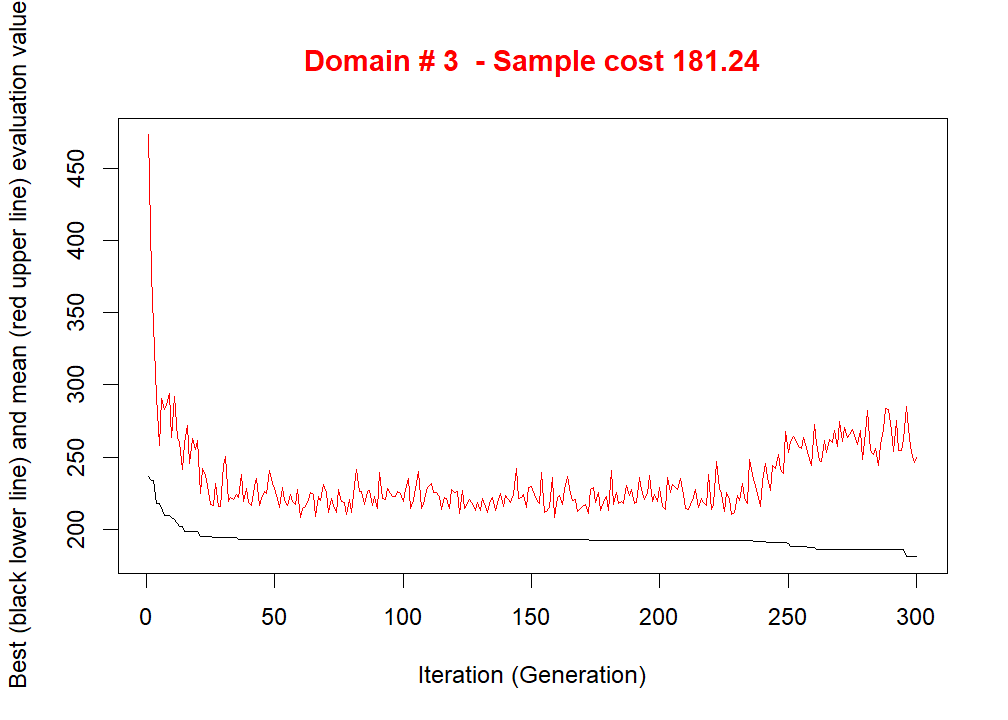 Domain # 3  - Sample cost 181.24
Best (black lower line) and mean (red upper line) evaluation value
450
400
350
300
250
200
0 50 100 150 200 250 300
Iteration (Generation)